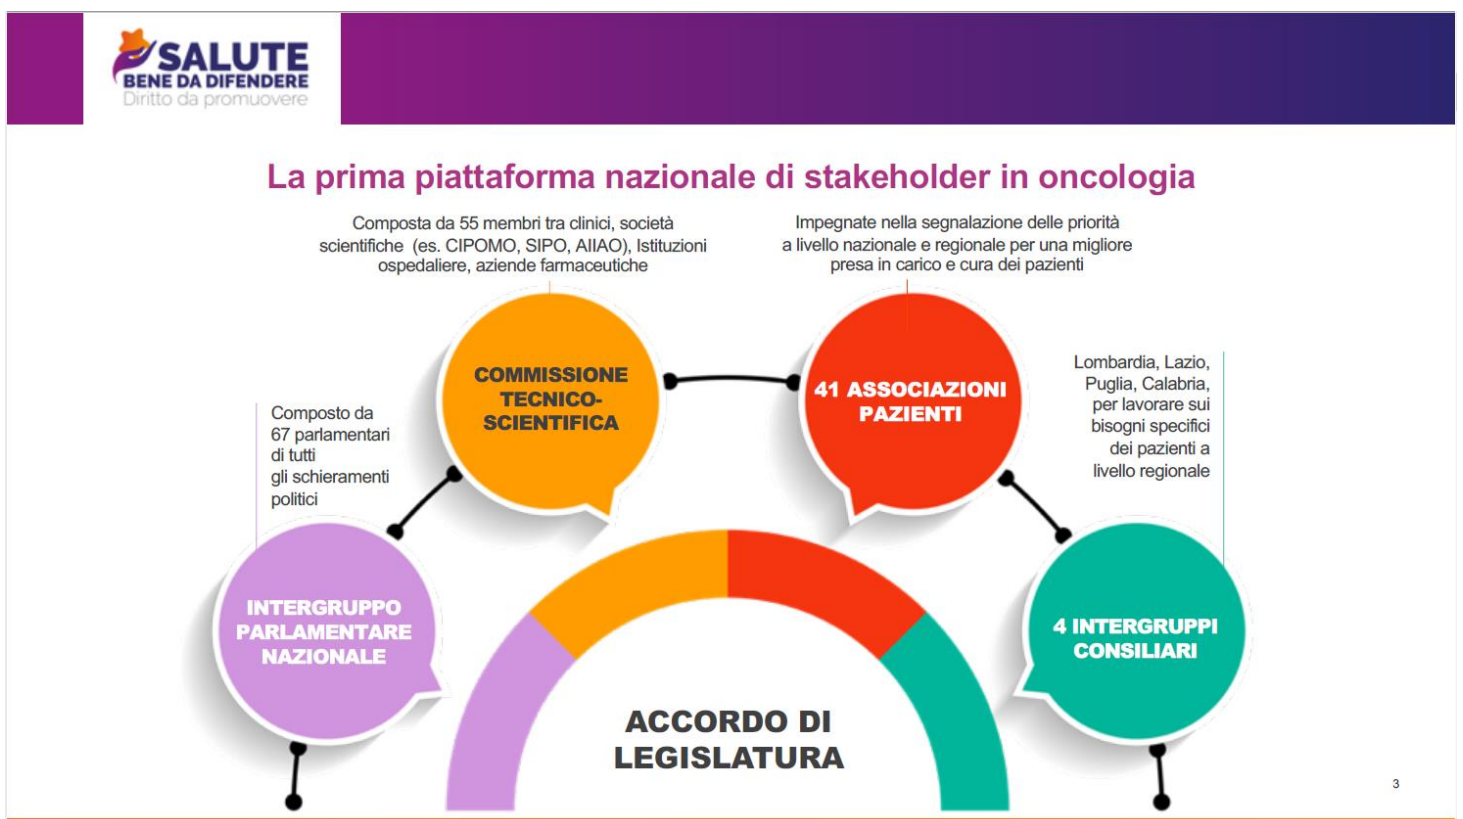 SALUTE
BENE DA DIFENDERE
Diritto da promuovere
La prima piattaforma nazionale di stakeholder in oncologia
Composta da 55 membri tra clinici, società
scientifiche (es. CIPOMO, SIPO, AIIAO), Istituzioni
ospedaliere, aziende farmaceutiche
Impegnate nella segnalazione delle priorità
a livello nazionale e regionale per una migliore
presa in carico e cura dei pazienti
COMMISSIONE
TECNICO-
SCIENTIFICA
41 ASSOCIAZIONI
PAZIENTI
Composto da
67 parlamentari
di tutti
gli schieramenti
politici
Lombardia, Lazio,
Puglia, Calabria,
per lavorare sui
bisogni specifici
dei pazienti a
livello regionale
INTERGRUPPO
PARLAMENTARE
NAZIONALE
4 INTERGRUPPI
CONSILIARI
ACCORDO DI
LEGISLATURA
3